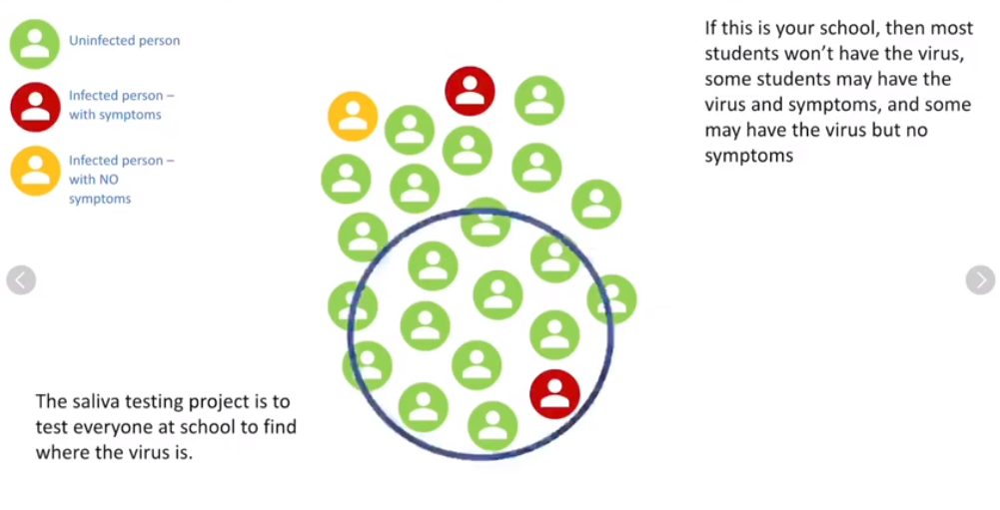 Uninfected person
Infected person –
with symptoms
Infected person –
with NO
symptoms
If this is your school, then most
students won’t have the virus,
some students may have the
virus and symptoms, and some
may have the virus but no
symptoms
The saliva testing project is to
test everyone at school to find
where the virus is.